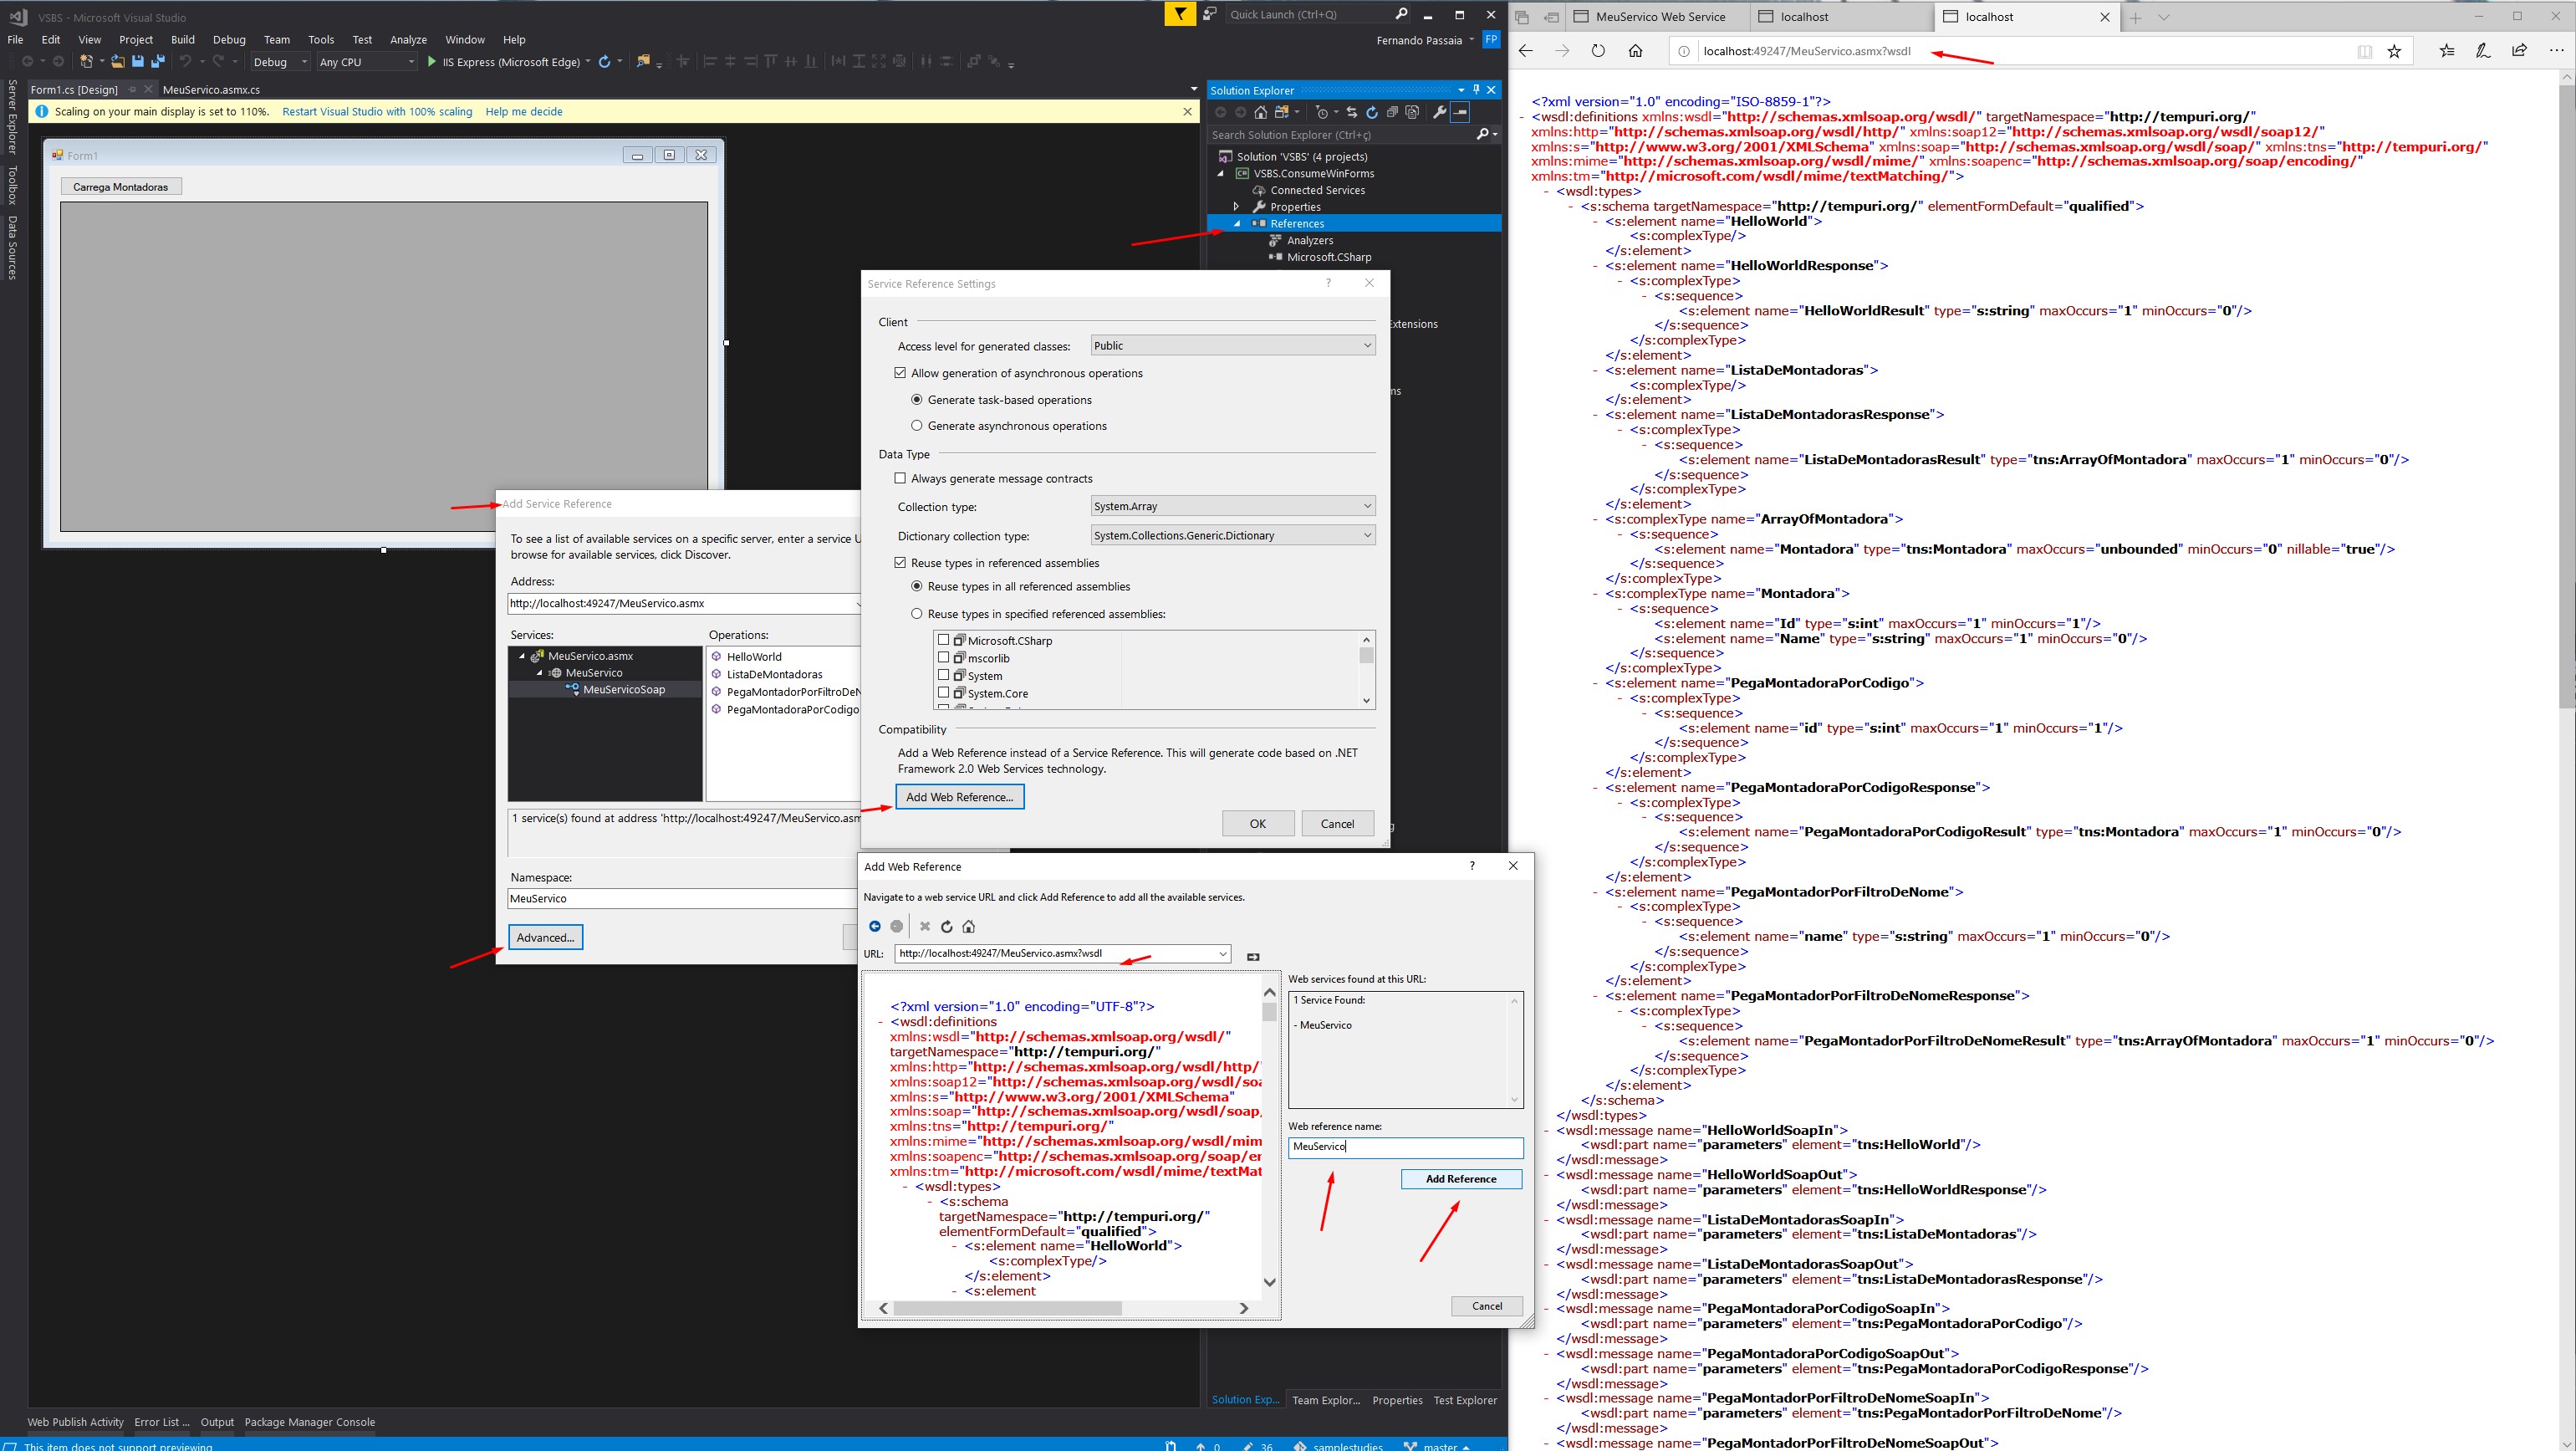 VSBS - Microsoft Visual Studio
Quick Launch (Ctrl+Q)
File Edit View Project Build Debug Team Tools Test Analyze Window Help
Fernando Passaia FP
Debug Any CPU IIS Express (Microsoft Edge)
Server Explorer
Toolbox
Data Sources
Form1.cs [Design] MeuServico.asmx.cs
Scaling on your main display is set to 110%. Restart Visual Studio with 100% scaling Help me decide
Form1
Carrega Montadoras
Solution Explorer
Search Solution Explorer (Ctrl+ç)
Solution 'VSBS' (4 projects)
VSBS.ConsumeWinForms
Connected Services
Properties
References
Analyzers
Microsoft.CSharp
Extensions
Add Service Reference
To see a list of available services on a specific server, enter a service U
browse for available services, click Discover.
Address:
http://localhost:49247/MeuServico.asmx
Services: Operations:
MeuServico.asmx
MeuServico
MeuServicoSoap
HelloWorld
ListaDeMontadoras
PegaMontadorPorFiltroDeN
PegaMontadoraPorCodigo
1 service(s) found at address 'http://localhost:49247/MeuServico.asm
Namespace:
MeuServico
Advanced...
Service Reference Settings
Client
Access level for generated classes: Public
Allow generation of asynchronous operations
Generate task-based operations
Generate asynchronous operations
Data Type
Always generate message contracts
Collection type: System.Array
Dictionary collection type: System.Collections.Generic.Dictionary
Reuse types in referenced assemblies
Reuse types in all referenced assemblies
Reuse types in specified referenced assemblies:
Microsoft.CSharp
mscorlib
System
System.Core
Compatibility
Add a Web Reference instead of a Service Reference. This will generate code based on .NET
Framework 2.0 Web Services technology.
Add Web Reference...
OK Cancel
Add Web Reference
Navigate to a web service URL and click Add Reference to add all the available services.
URL: http://localhost:49247/MeuServico.asmx?wsdl
<?xml version="1.0" encoding="UTF-8"?>
- <wsdl:definitions
xmlns:wsdl="http://schemas.xmlsoap.org/wsdl/"
targetNamespace="http://tempuri.org/"
xmlns:http="http://schemas.xmlsoap.org/wsdl/http/"
xmlns:soap12="http://schemas.xmlsoap.org/wsdl/soa
xmlns:s="http://www.w3.org/2001/XMLSchema"
xmlns:soap="http://schemas.xmlsoap.org/wsdl/soap/
xmlns:tns="http://tempuri.org/"
xmlns:mime="http://schemas.xmlsoap.org/wsdl/mim
xmlns:soapenc="http://schemas.xmlsoap.org/soap/en
xmlns:tm="http://microsoft.com/wsdl/mime/textMat
- <wsdl:types>
- <s:schema
targetNamespace="http://tempuri.org/"
elementFormDefault="qualified">
- <s:element name="HelloWorld">
<s:complexType/>
</s:element>
- <s:element
Web services found at this URL:
1 Service Found:
- MeuServico
Web reference name:
MeuServico
Add Reference
Cancel
Solution Exp... Team Explor... Properties Test Explorer
Web Publish Activity Error List ... Output Package Manager Console
This item does not support previewing
0 36 samplestudies master
MeuServico Web Service localhost localhost
localhost:49247/MeuServico.asmx?wsdl
<?xml version="1.0" encoding="ISO-8859-1"?>
- <wsdl:definitions xmlns:wsdl="http://schemas.xmlsoap.org/wsdl/" targetNamespace="http://tempuri.org/"
xmlns:http="http://schemas.xmlsoap.org/wsdl/http/" xmlns:soap12="http://schemas.xmlsoap.org/wsdl/soap12/"
xmlns:s="http://www.w3.org/2001/XMLSchema" xmlns:soap="http://schemas.xmlsoap.org/wsdl/soap/" xmlns:tns="http://tempuri.org/"
xmlns:mime="http://schemas.xmlsoap.org/wsdl/mime/" xmlns:soapenc="http://schemas.xmlsoap.org/soap/encoding/"
xmlns:tm="http://microsoft.com/wsdl/mime/textMatching/">
- <wsdl:types>
- <s:schema targetNamespace="http://tempuri.org/" elementFormDefault="qualified">
- <s:element name="HelloWorld">
<s:complexType/>
</s:element>
- <s:element name="HelloWorldResponse">
- <s:complexType>
- <s:sequence>
<s:element name="HelloWorldResult" type="s:string" maxOccurs="1" minOccurs="0"/>
</s:sequence>
</s:complexType>
</s:element>
- <s:element name="ListaDeMontadoras">
<s:complexType/>
</s:element>
- <s:element name="ListaDeMontadorasResponse">
- <s:complexType>
- <s:sequence>
<s:element name="ListaDeMontadorasResult" type="tns:ArrayOfMontadora" maxOccurs="1" minOccurs="0"/>
</s:sequence>
</s:complexType>
</s:element>
- <s:complexType name="ArrayOfMontadora">
- <s:sequence>
<s:element name="Montadora" type="tns:Montadora" maxOccurs="unbounded" minOccurs="0" nillable="true"/>
</s:sequence>
</s:complexType>
- <s:complexType name="Montadora">
- <s:sequence>
<s:element name="Id" type="s:int" maxOccurs="1" minOccurs="1"/>
<s:element name="Name" type="s:string" maxOccurs="1" minOccurs="0"/>
</s:sequence>
</s:complexType>
- <s:element name="PegaMontadoraPorCodigo">
- <s:complexType>
- <s:sequence>
<s:element name="id" type="s:int" maxOccurs="1" minOccurs="1"/>
</s:sequence>
</s:complexType>
</s:element>
- <s:element name="PegaMontadoraPorCodigoResponse">
- <s:complexType>
- <s:sequence>
<s:element name="PegaMontadoraPorCodigoResult" type="tns:Montadora" maxOccurs="1" minOccurs="0"/>
</s:sequence>
</s:complexType>
</s:element>
- <s:element name="PegaMontadorPorFiltroDeNome">
- <s:complexType>
- <s:sequence>
<s:element name="name" type="s:string" maxOccurs="1" minOccurs="0"/>
</s:sequence>
</s:complexType>
</s:element>
- <s:element name="PegaMontadorPorFiltroDeNomeResponse">
- <s:complexType>
- <s:sequence>
<s:element name="PegaMontadorPorFiltroDeNomeResult" type="tns:ArrayOfMontadora" maxOccurs="1" minOccurs="0"/>
</s:sequence>
</s:complexType>
</s:element>
</s:schema>
</wsdl:types>
- <wsdl:message name="HelloWorldSoapIn">
<wsdl:part name="parameters" element="tns:HelloWorld"/>
</wsdl:message>
- <wsdl:message name="HelloWorldSoapOut">
<wsdl:part name="parameters" element="tns:HelloWorldResponse"/>
</wsdl:message>
- <wsdl:message name="ListaDeMontadorasSoapIn">
<wsdl:part name="parameters" element="tns:ListaDeMontadoras"/>
</wsdl:message>
- <wsdl:message name="ListaDeMontadorasSoapOut">
<wsdl:part name="parameters" element="tns:ListaDeMontadorasResponse"/>
</wsdl:message>
- <wsdl:message name="PegaMontadoraPorCodigoSoapIn">
<wsdl:part name="parameters" element="tns:PegaMontadoraPorCodigo"/>
</wsdl:message>
- <wsdl:message name="PegaMontadoraPorCodigoSoapOut">
<wsdl:part name="parameters" element="tns:PegaMontadoraPorCodigoResponse"/>
</wsdl:message>
- <wsdl:message name="PegaMontadorPorFiltroDeNomeSoapIn">
<wsdl:part name="parameters" element="tns:PegaMontadorPorFiltroDeNome"/>
</wsdl:message>
- <wsdl:message name="PegaMontadorPorFiltroDeNomeSoapOut">